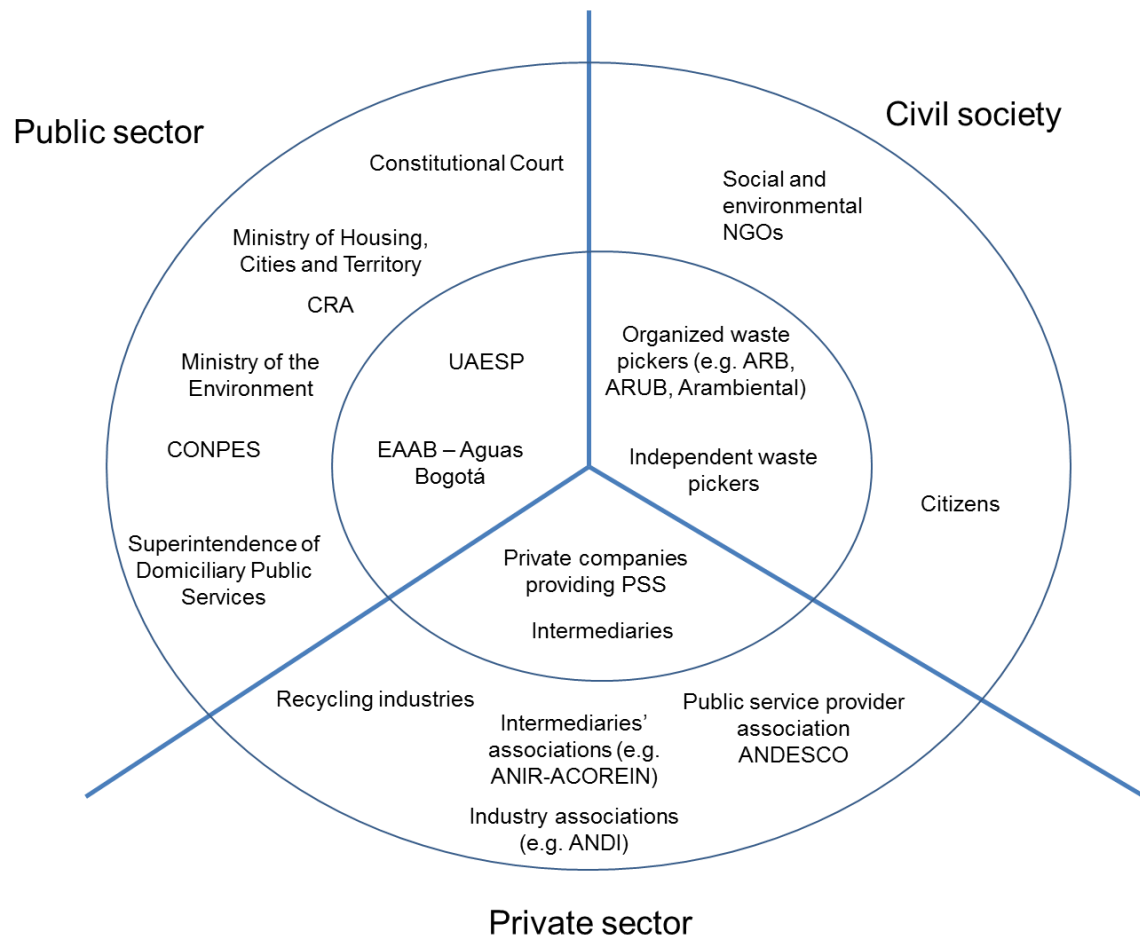 Public sector
Civil society
Constitutional Court
Ministry of Housing,
Cities and Territory
CRA
Ministry of the
Environment
CONPES
Superintendence of
Domiciliary Public
Services
UAESP
EAAB – Aguas
Bogotá
Social and
environmental
NGOs
Organized waste
pickers (e.g. ARB,
ARUB, Arambiental)
Independent waste
pickers
Citizens
Private companies
providing PSS
Intermediaries
Recycling industries
Intermediaries’
associations (e.g.
ANIR-ACOREIN)
Public service provider
association
ANDESCO
Industry associations
(e.g. ANDI)
Private sector